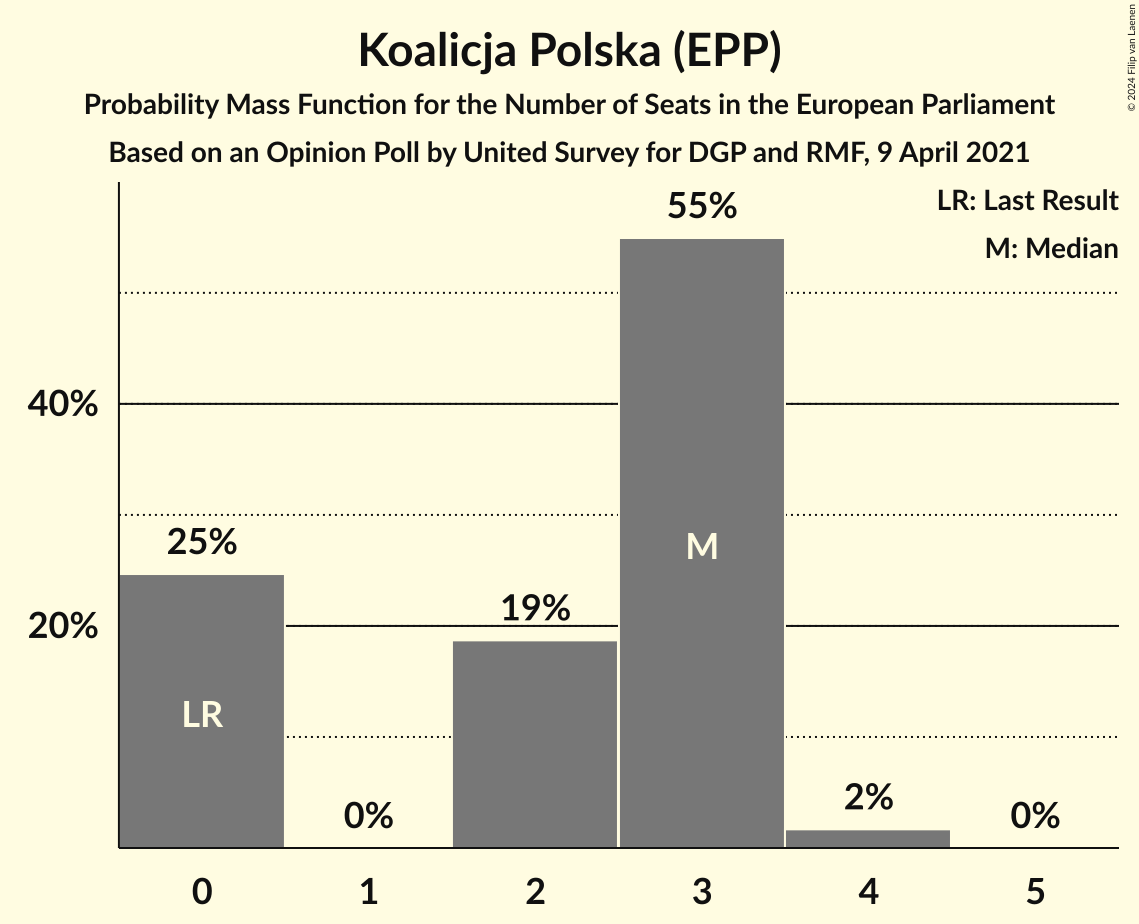 Koalicja Polska (EPP)
Probability Mass Function for the Number of Seats in the European Parliament
Based on an Opinion Poll by United Survey for DGP and RMF, 9 April 2021
© 2024 Filip van Laenen
LR: Last Result
M: Median
55%
40%
25%
M
19%
20%
LR
2%
0%
0%
0 1 2 3 4 5